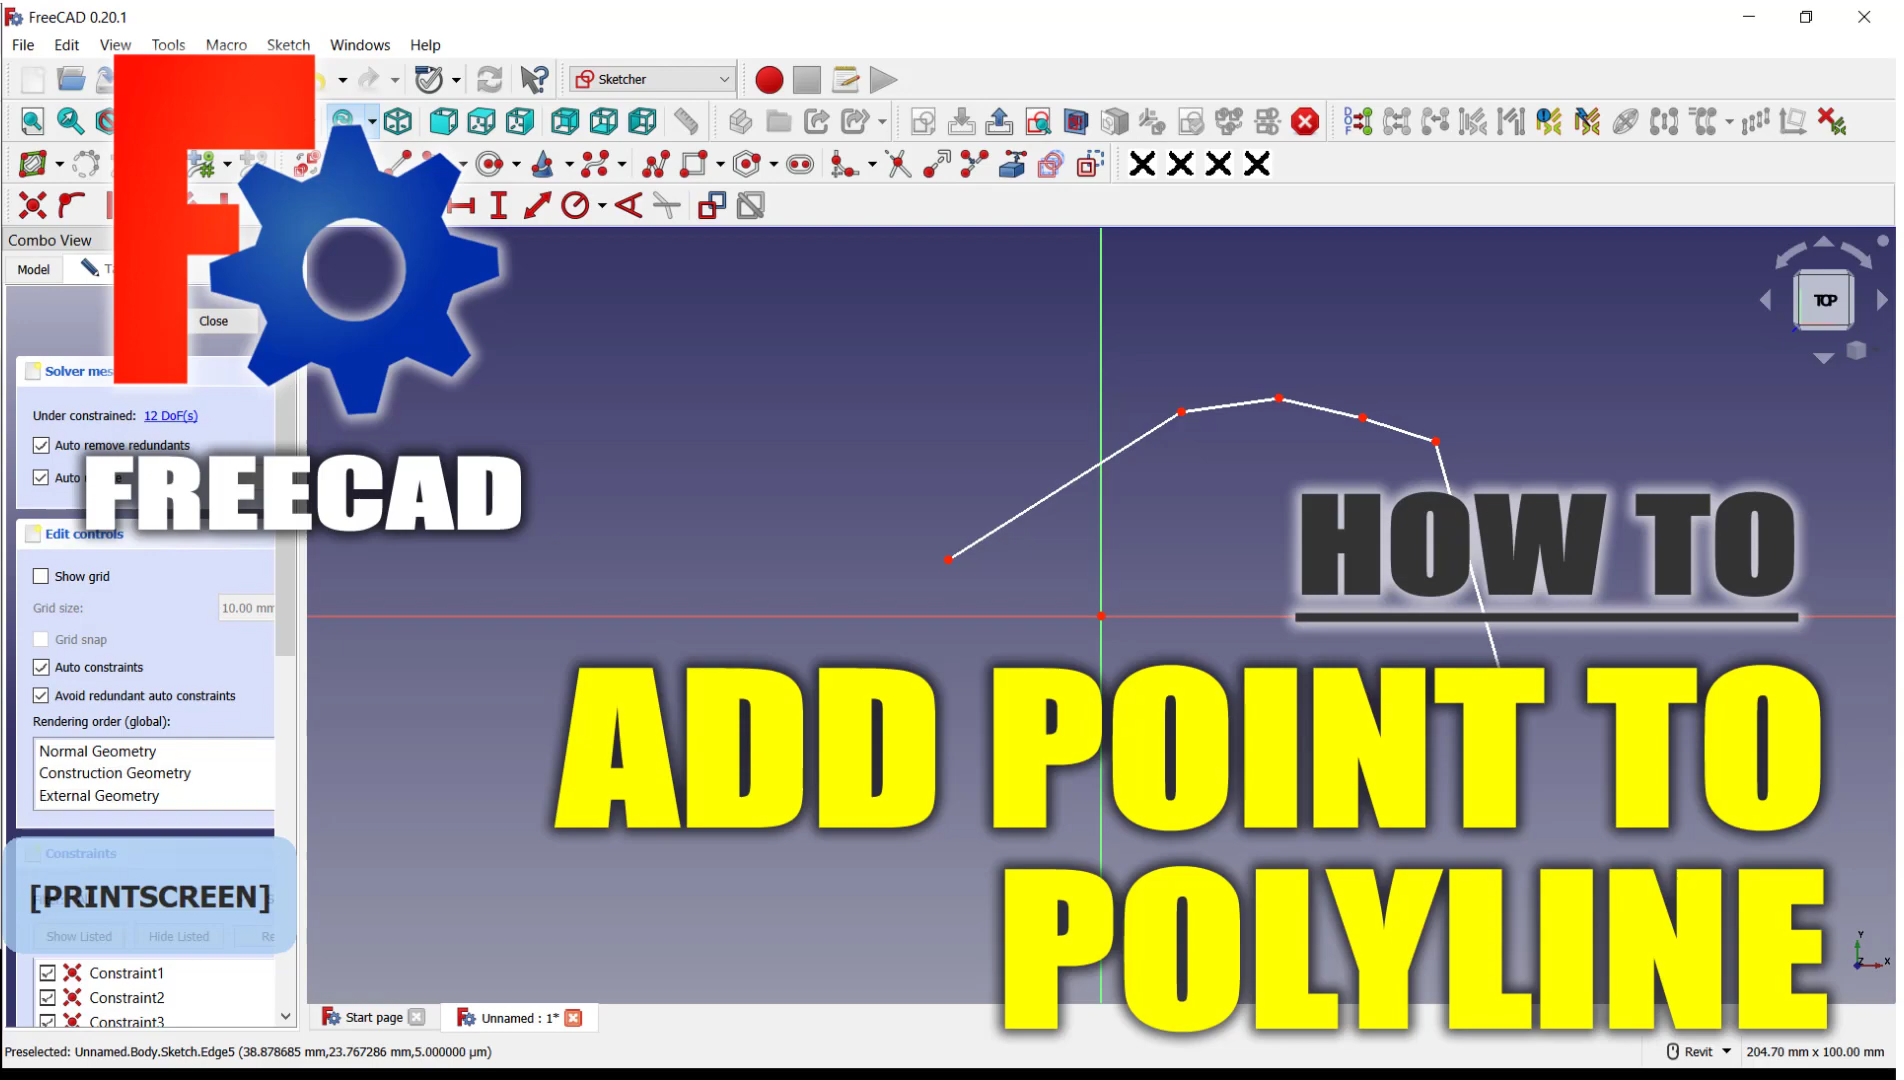 FreeCAD 0.20.1
File Edit View Tools Macro Sketch Windows Help
Sketcher
Combo View
Model
Close
Solver mes
Under constrained: 12 DoF(s)
Auto remove redundants
Auto
FREECAD
Edit controls
Show grid
Grid size: 10.00 mm
Grid snap
Auto constraints
Avoid redundant auto constraints
Rendering order (global):
Normal Geometry
Construction Geometry
External Geometry
Constraints
[PRINTSCREEN]
Show Listed Hide Listed Re
Constraint1
Constraint2
Constraint3
TOP
HOW TO
ADD POINT TO
POLYLINE
Y
Z X
Start page Unnamed : 1*
Preselected: Unnamed.Body.Sketch.Edge5 (38.878685 mm,23.767286 mm,5.000000 µm) Revit 204.70 mm x 100.00 mm